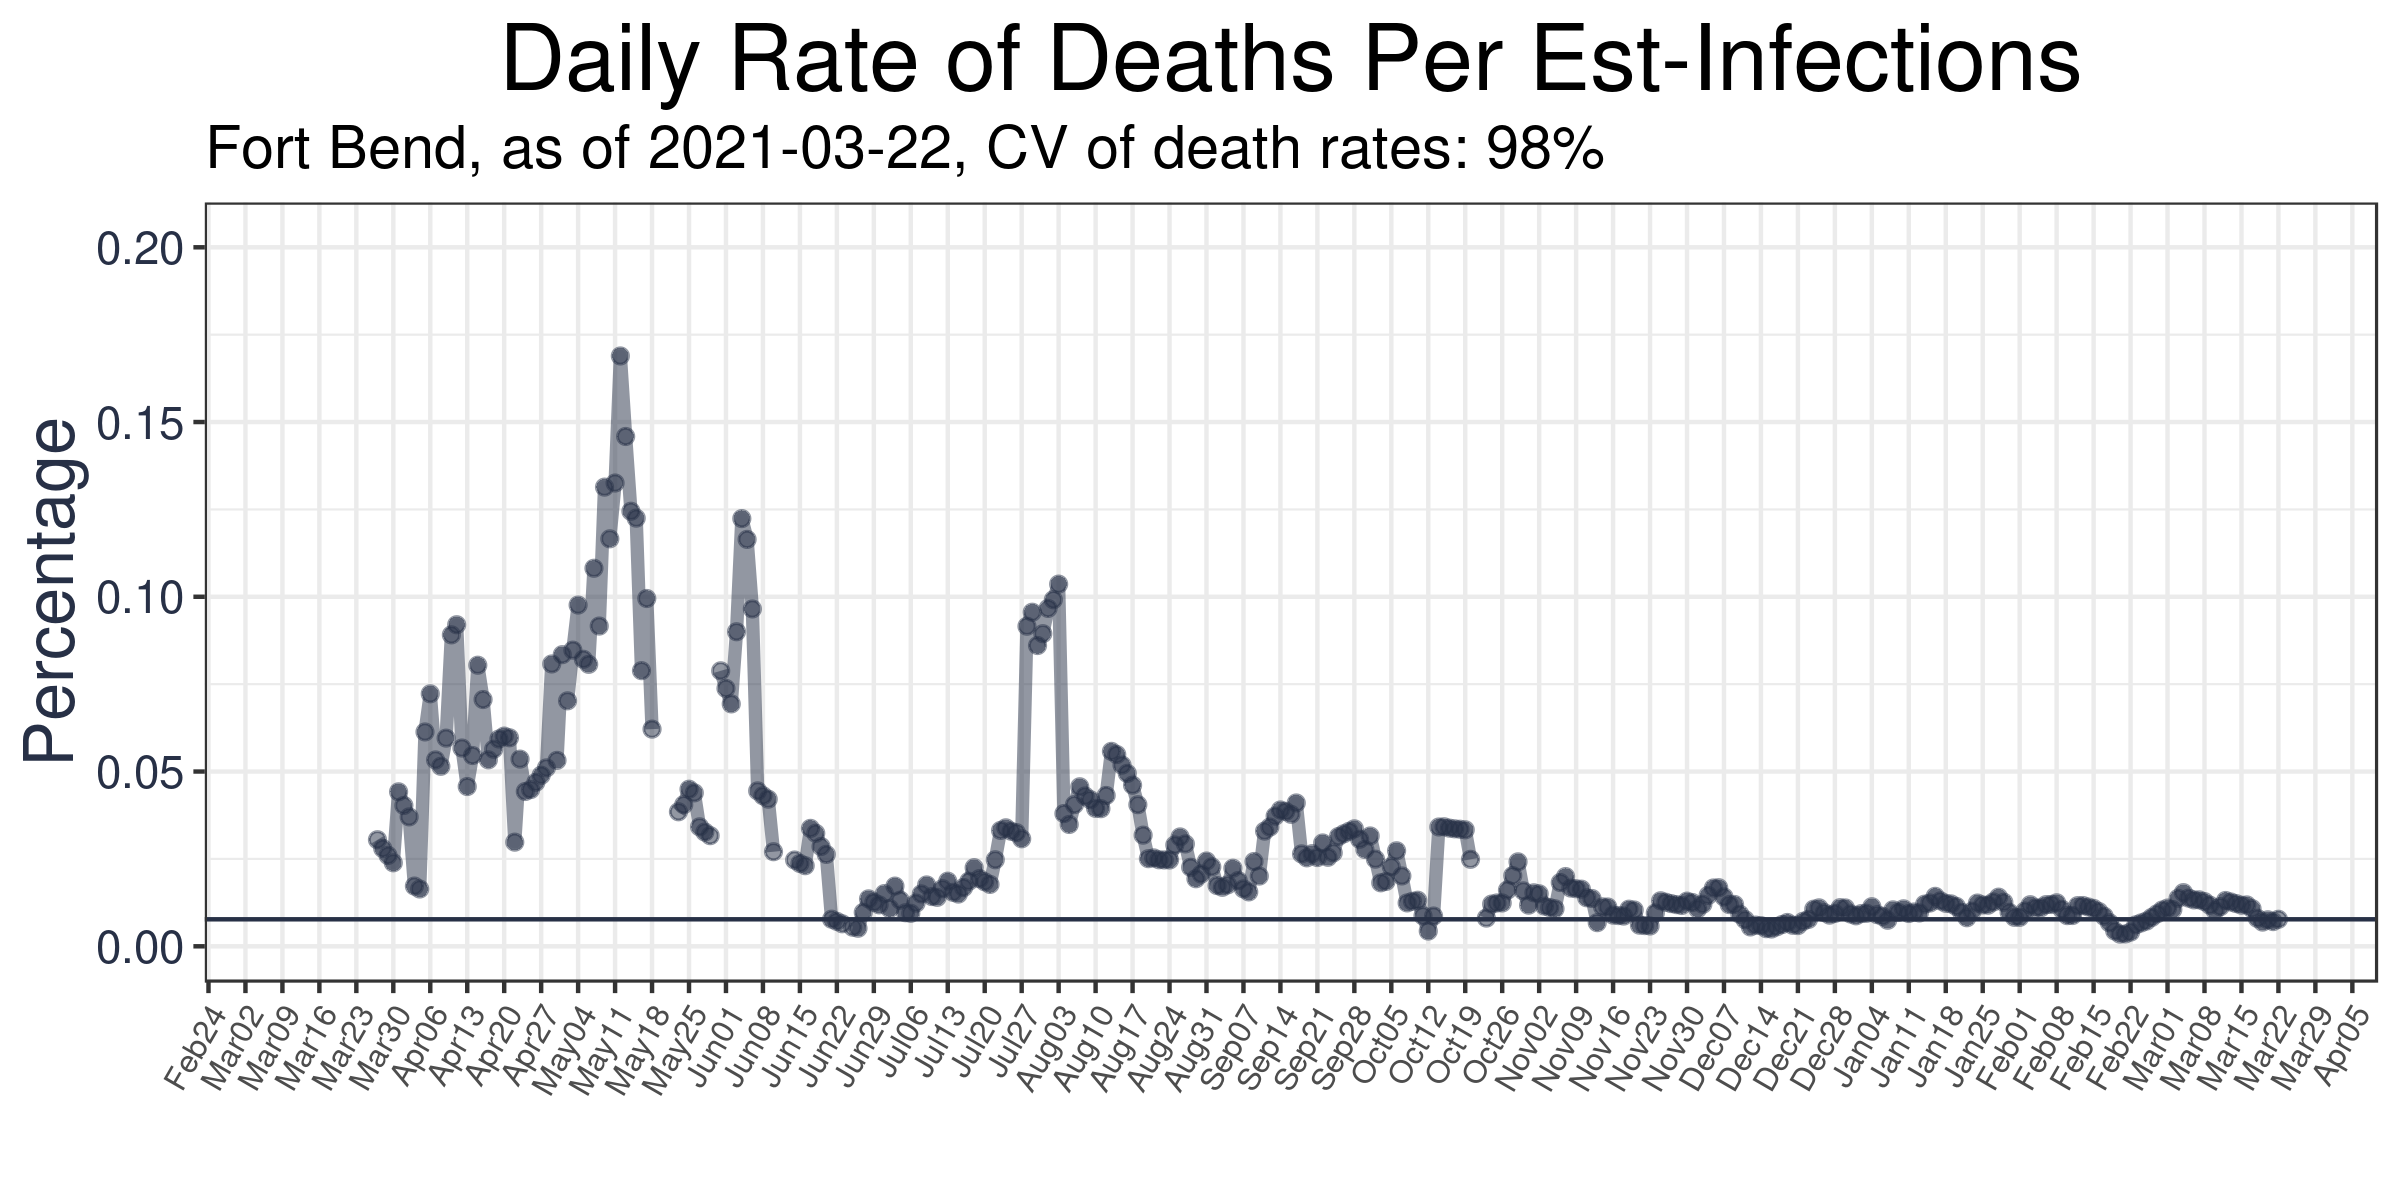 Daily Rate of Deaths Per Est-Infections
Fort Bend, as of 2021-03-22, CV of death rates: 98%
Percentage
0.20
0.15
0.10
0.05
0.00
Feb24
Mar02
Mar09
Mar16
Mar23
Mar30
Apr06
Apr13
Apr20
Apr27
May04
May11
May18
May25
Jun01
Jun08
Jun15
Jun22
Jun29
Jul06
Jul13
Jul20
Jul27
Aug03
Aug10
Aug17
Aug24
Aug31
Sep07
Sep14
Sep21
Sep28
Oct05
Oct12
Oct19
Oct26
Nov02
Nov09
Nov16
Nov23
Nov30
Dec07
Dec14
Dec21
Dec28
Jan04
Jan11
Jan18
Jan25
Feb01
Feb08
Feb15
Feb22
Mar01
Mar08
Mar15
Mar22
Mar29
Apr05